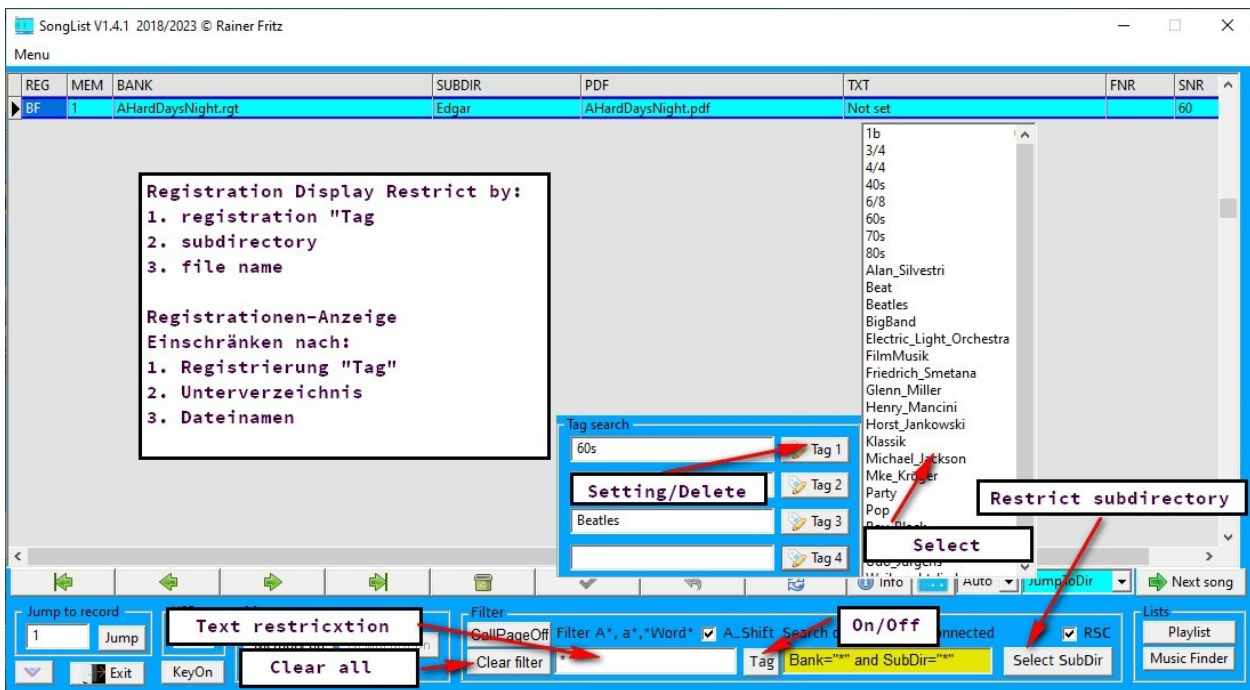 SongList V1.4.1 2018/2023 © Rainer Fritz
Menu
REG MEM BANK SUBDIR PDF TXT FNR SNR
BF 1 AHardDaysNight.rgt Edgar AHardDaysNight.pdf Not set 60
Registration Display Restrict by:
1. registration "Tag
2. subdirectory
3. file name
Registrationen-Anzeige
Einschränken nach:
1. Registrierung "Tag"
2. Unterverzeichnis
3. Dateinamen
1b
3/4
4/4
40s
6/8
60s
70s
80s
Alan_Silvestri
Beat
Beatles
BigBand
Electric_Light_Orchestra
FilmMusik
Friedrich_Smetana
Glenn_Miller
Henry_Mancini
Horst_Jankowski
Klassik
Michael_Jackson
Mke_Krüger
Party
Pop
Tag search
60s Tag 1
Setting/Delete Tag 2
Beatles Tag 3
Tag 4
Select
Restrict subdirectory
Info Auto JumpToDir Next song
Jump to record
1 Jump
Exit KeyOn
Text restricxtion
Clear all
Filter
CallPageOff Filter A*, a*,*Word* A_Shift Search
On/Off
RSC
Clear filter * Tag Bank="*" and SubDir="*" Select SubDir
Lists
Playlist
Music Finder